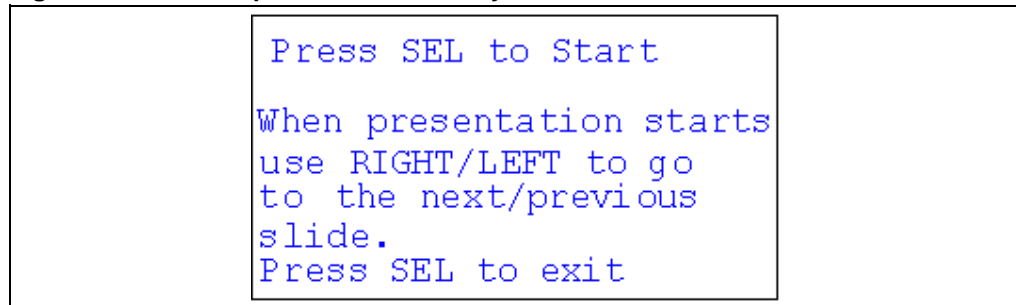 Press SEL to Start
When presentation starts
use RIGHT/LEFT to go
to the next/previous
slide.
Press SEL to exit